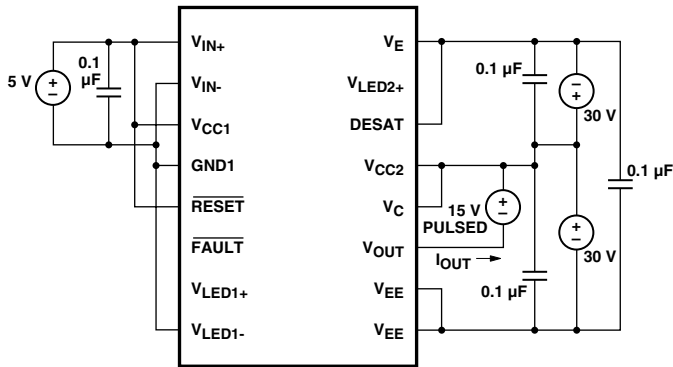 5 V
+
−
0.1
µF
VIN+
VIN-
VCC1
GND1
RESET
FAULT
VLED1+
VLED1-
VE
VLED2+
DESAT
VCC2
VC
VOUT
VEE
VEE
0.1 µF
−
+
30 V
0.1 µF
15 V
PULSED
+
−
IOUT
+
−
30 V
0.1 µF